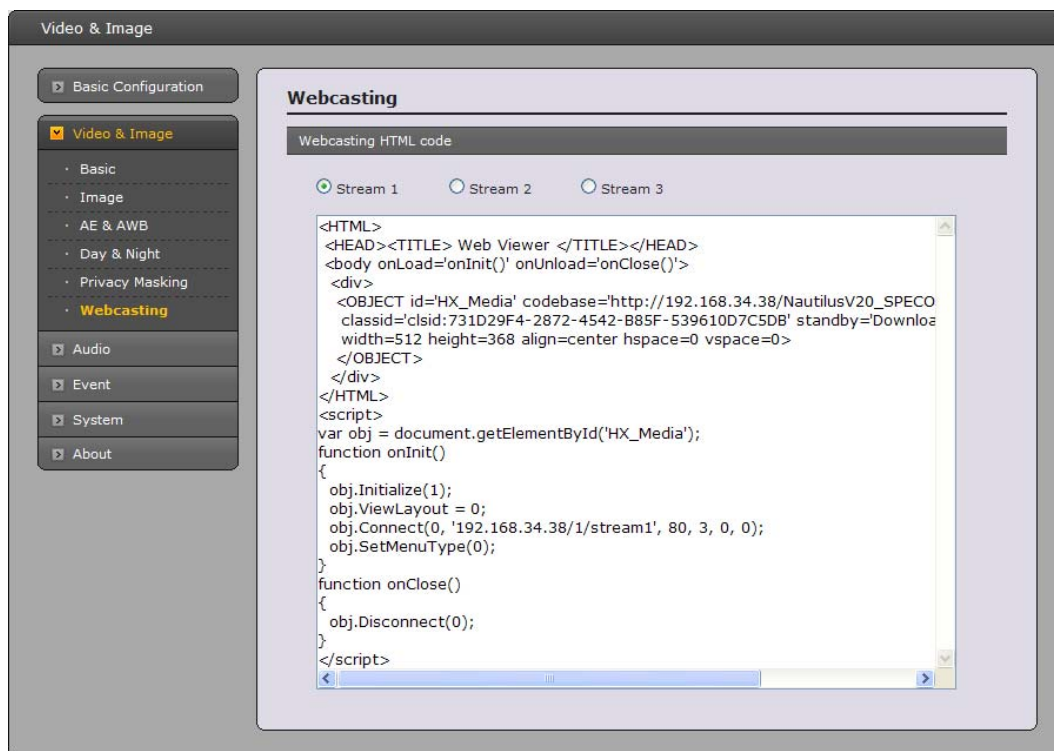 Video & Image
Basic Configuration
Video & Image
· Basic
· Image
· AE & AWB
· Day & Night
· Privacy Masking
· Webcasting
Audio
Event
System
About
Webcasting
Webcasting HTML code
Stream 1 Stream 2 Stream 3
<HTML>
<HEAD><TITLE> Web Viewer </TITLE></HEAD>
<body onLoad='onInit()' onUnload='onClose()'>
<div>
<OBJECT id='HX_Media' codebase='http://192.168.34.38/NautilusV20_SPECO
classid='clsid:731D29F4-2872-4542-B85F-539610D7C5DB' standby='Downloa
width=512 height=368 align=center hspace=0 vspace=0>
</OBJECT>
</div>
</HTML>
<script>
var obj = document.getElementById('HX_Media');
function onInit()
{
obj.Initialize(1);
obj.ViewLayout = 0;
obj.Connect(0, '192.168.34.38/1/stream1', 80, 3, 0, 0);
obj.SetMenuType(0);
}
function onClose()
{
obj.Disconnect(0);
}
</script>